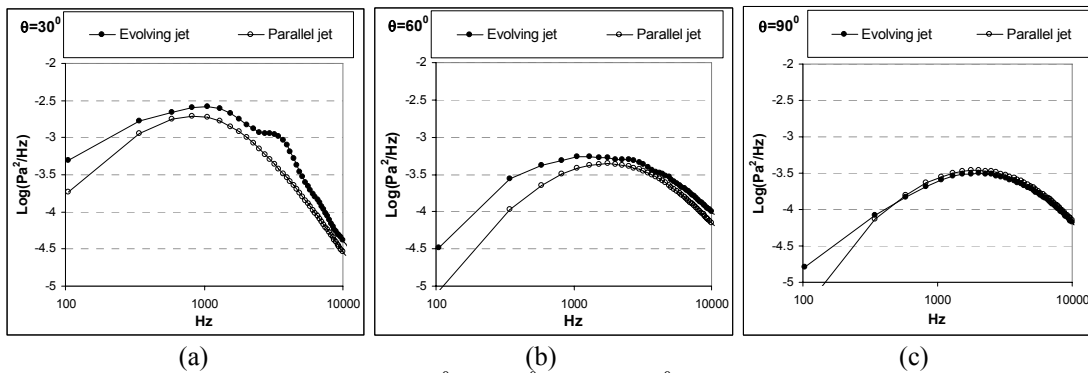 θ=30⁰
Evolving jet
Parallel jet
Log(Pa²/Hz)
-2
-2.5
-3
-3.5
-4
-4.5
-5
100
1000
10000
Hz
(a)
θ=60⁰
Evolving jet
Parallel jet
Log(Pa²/Hz)
-2
-2.5
-3
-3.5
-4
-4.5
-5
100
1000
10000
Hz
(b)
θ=90⁰
Evolving jet
Parallel jet
Log(Pa²/Hz)
-2
-2.5
-3
-3.5
-4
-4.5
-5
100
1000
10000
Hz
(c)